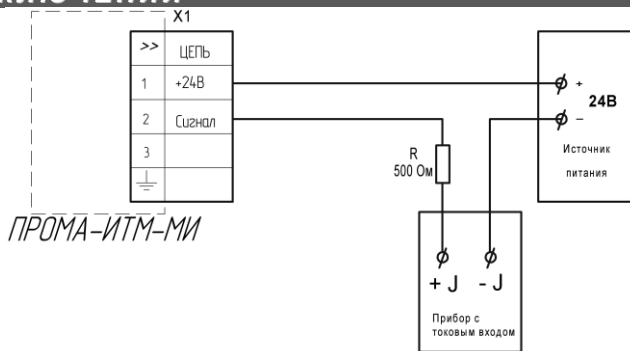 X1
>> ЦЕПЬ
1 +24В
2 Сигнал
3
ПРОМА-ИТМ-МИ
R
500 Ом
+ J - J
Прибор с
токовым входом
+
24В
–
Источник
питания